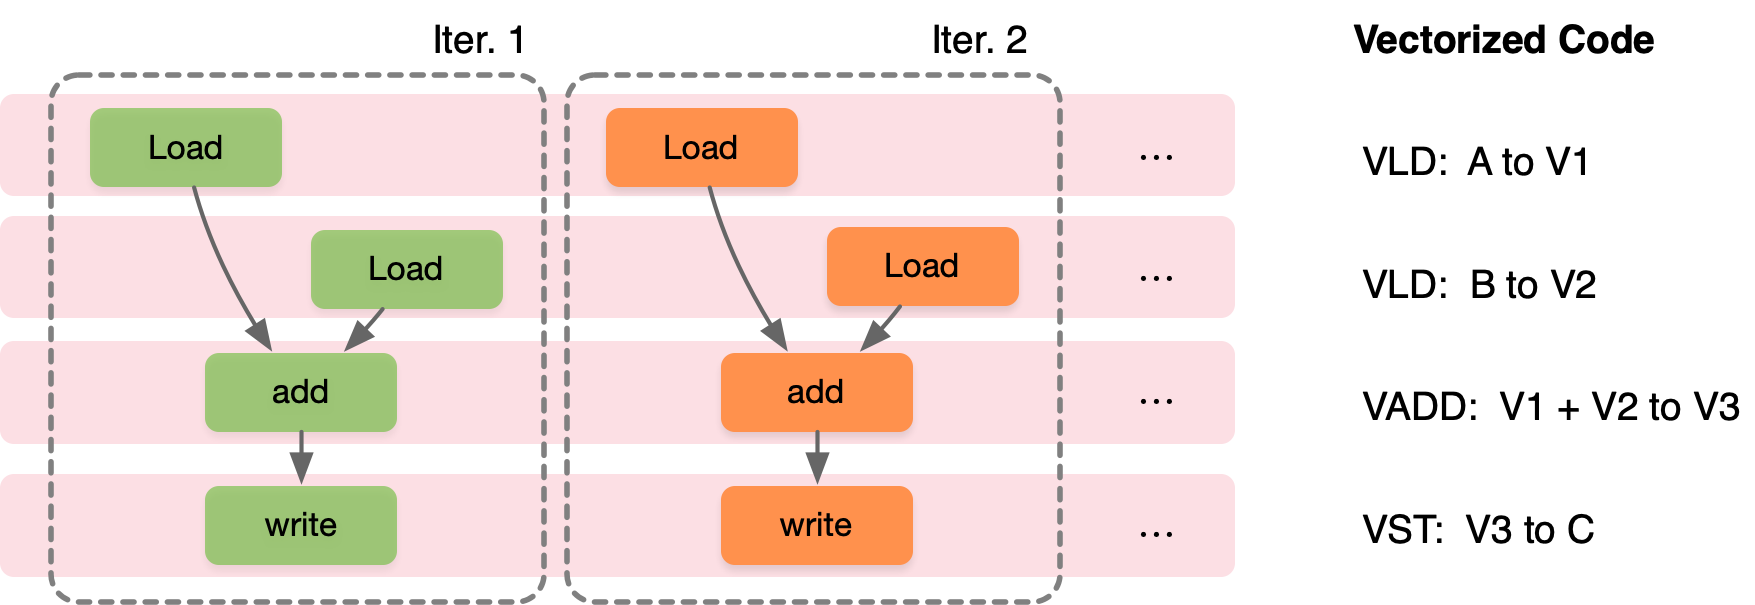 Iter. 1 Iter. 2 Vectorized Code
Load Load ... VLD: A to V1
Load Load ... VLD: B to V2
add add ... VADD: V1 + V2 to V3
write write ... VST: V3 to C